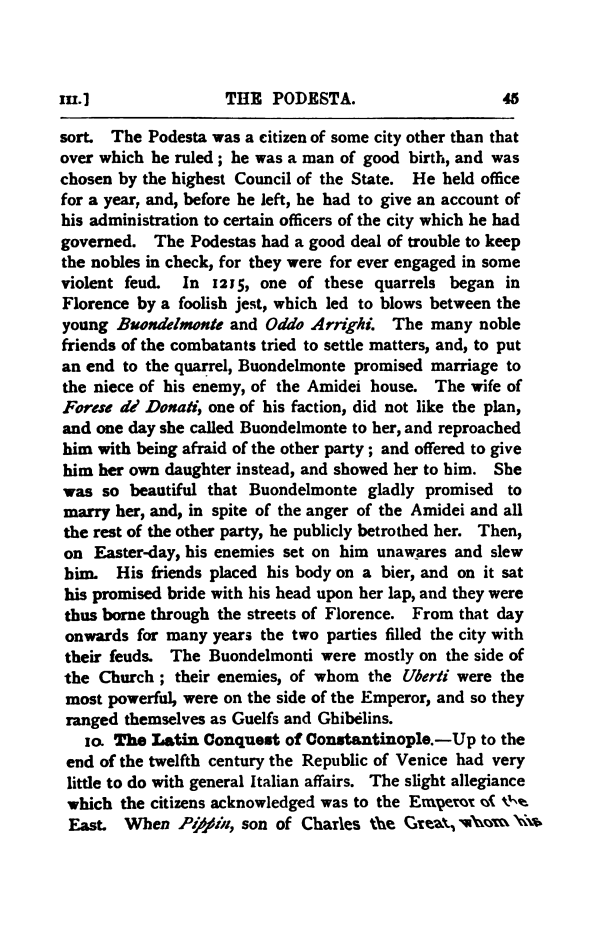 III.] THE PODESTA. 45
sort. The Podesta was a citizen of some city other than that
over which he ruled ; he was a man of good birth, and was
chosen by the highest Council of the State. He held office
for a year, and, before he left, he had to give an account of
his administration to certain officers of the city which he had
governed. The Podestas had a good deal of trouble to keep
the nobles in check, for they were for ever engaged in some
violent feud. In 1215, one of these quarrels began in
Florence by a foolish jest, which led to blows between the
young Buondelmonte and Oddo Arrighi. The many noble
friends of the combatants tried to settle matters, and, to put
an end to the quarrel, Buondelmonte promised marriage to
the niece of his enemy, of the Amidei house. The wife of
Forese de' Donati, one of his faction, did not like the plan,
and one day she called Buondelmonte to her, and reproached
him with being afraid of the other party ; and offered to give
him her own daughter instead, and showed her to him. She
was so beautiful that Buondelmonte gladly promised to
marry her, and, in spite of the anger of the Amidei and all
the rest of the other party, he publicly betrothed her. Then,
on Easter-day, his enemies set on him unawares and slew
him. His friends placed his body on a bier, and on it sat
his promised bride with his head upon her lap, and they were
thus borne through the streets of Florence. From that day
onwards for many years the two parties filled the city with
their feuds. The Buondelmonti were mostly on the side of
the Church ; their enemies, of whom the Uberti were the
most powerful, were on the side of the Emperor, and so they
ranged themselves as Guelfs and Ghibelins.
10. The Latin Conquest of Constantinople.—Up to the
end of the twelfth century the Republic of Venice had very
little to do with general Italian affairs. The slight allegiance
which the citizens acknowledged was to the Emperor of the
East. When Pippin, son of Charles the Great, whom his